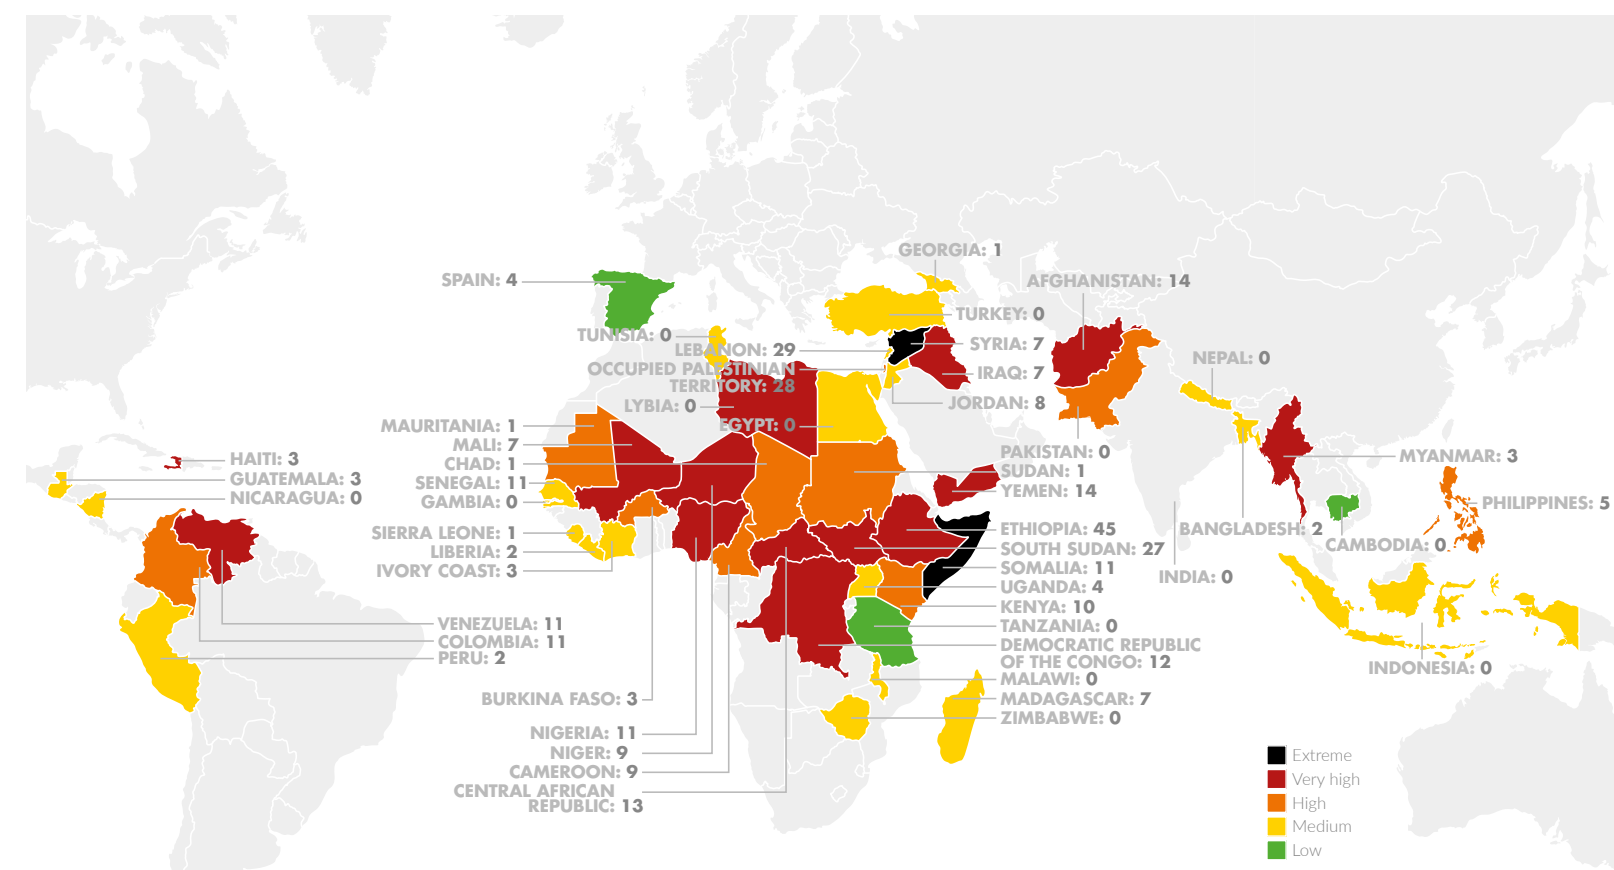 GEORGIA: 1
SPAIN: 4
AFGHANISTAN: 14
TURKEY: 0
TUNISIA: 0
LEBANON: 29
SYRIA: 7
NEPAL: 0
OCCUPIED PALESTINIAN
TERRITORY: 28
IRAQ: 7
LYBIA: 0
JORDAN: 8
EGYPT: 0
MAURITANIA: 1
MALI: 7
CHAD: 1
SENEGAL: 11
GAMBIA: 0
PAKISTAN: 0
SUDAN: 1
YEMEN: 14
MYANMAR: 3
HAITI: 3
GUATEMALA: 3
NICARAGUA: 0
PHILIPPINES: 5
SIERRA LEONE: 1
LIBERIA: 2
IVORY COAST: 3
ETHIOPIA: 45
SOUTH SUDAN: 27
SOMALIA: 11
UGANDA: 4
KENYA: 10
TANZANIA: 0
DEMOCRATIC REPUBLIC
OF THE CONGO: 12
MALAWI: 0
MADAGASCAR: 7
ZIMBABWE: 0
BANGLADESH: 2
CAMBODIA: 0
INDIA: 0
INDONESIA: 0
VENEZUELA: 11
COLOMBIA: 11
PERU: 2
BURKINA FASO: 3
NIGERIA: 11
NIGER: 9
CAMEROON: 9
CENTRAL AFRICAN
REPUBLIC: 13
Extreme
Very high
High
Medium
Low